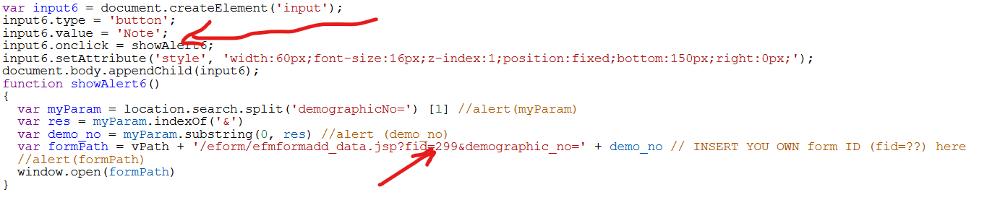 var input6 = document.createElement('input');
input6.type = 'button';
input6.value = 'Note';
input6.onclick = showAlert6;
input6.setAttribute('style', 'width:60px;font-size:16px;z-index:1;position:fixed;bottom:150px;right:0px;');
document.body.appendChild(input6);
function showAlert6()
{
var myParam = location.search.split('demographicNo=') [1] //alert(myParam)
var res = myParam.indexOf('&')
var demo_no = myParam.substring(0, res) //alert (demo_no)
var formPath = vPath + '/eform/efmformadd_data.jsp?fid=299&demographic_no=' + demo_no // INSERT YOU OWN form ID (fid=??) here
//alert(formPath)
window.open(formPath)
}